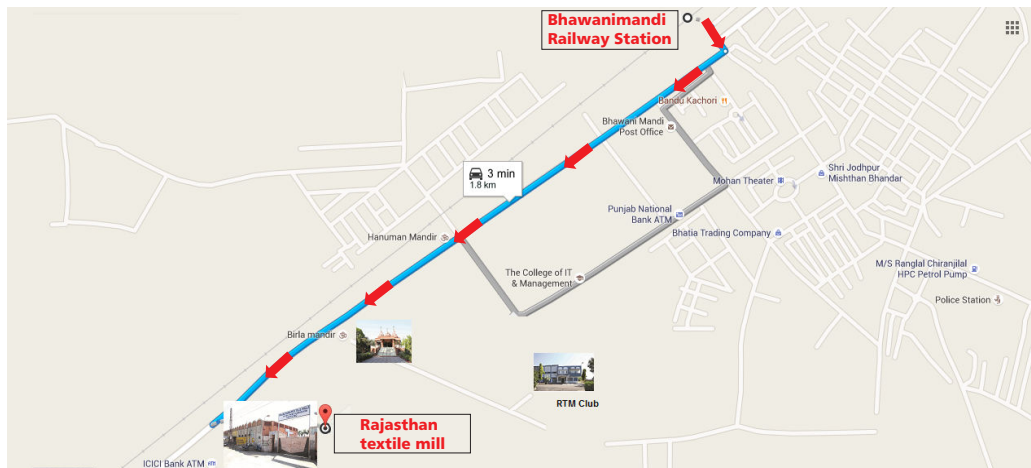 Bhawanimandi
Railway Station
Bandu Kachori
Bhawani Mandi
Post Office
Shri Jodhpur
Mishthan Bhandar
3 min
1.8 km
Mohan Theater
Punjab National
Bank ATM
Hanuman Mandir
Bhatia Trading Company
M/S Ranglal Chiranjilal
HPC Petrol Pump
The College of IT
& Management
Police Station
Birla mandir
RTM Club
Rajasthan
textile mill
ICICI Bank ATM